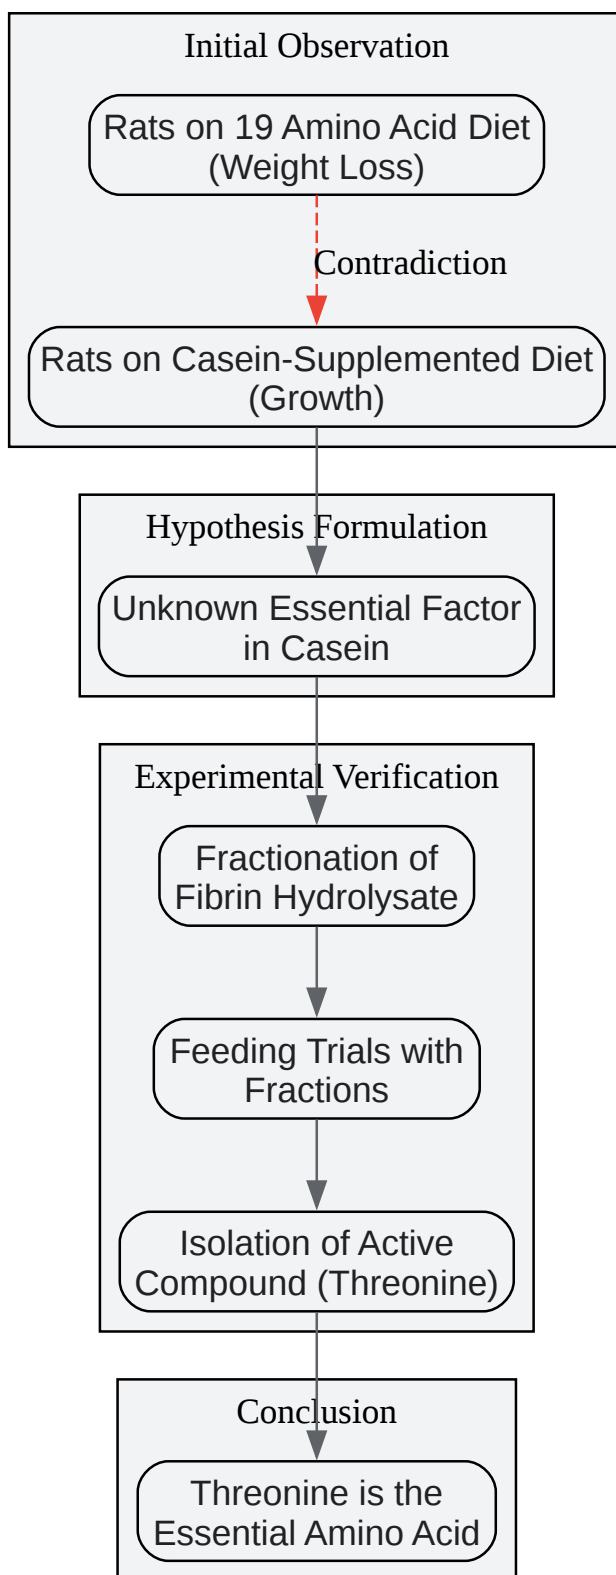 Initial Observation
Rats on 19 Amino Acid Diet
(Weight Loss)
Contradiction
Rats on Casein-Supplemented Diet
(Growth)
Hypothesis Formulation
Unknown Essential Factor
in Casein
Experimental Verification
Fractionation of
Fibrin Hydrolysate
Feeding Trials with
Fractions
Isolation of Active
Compound (Threonine)
Conclusion
Threonine is the
Essential Amino Acid